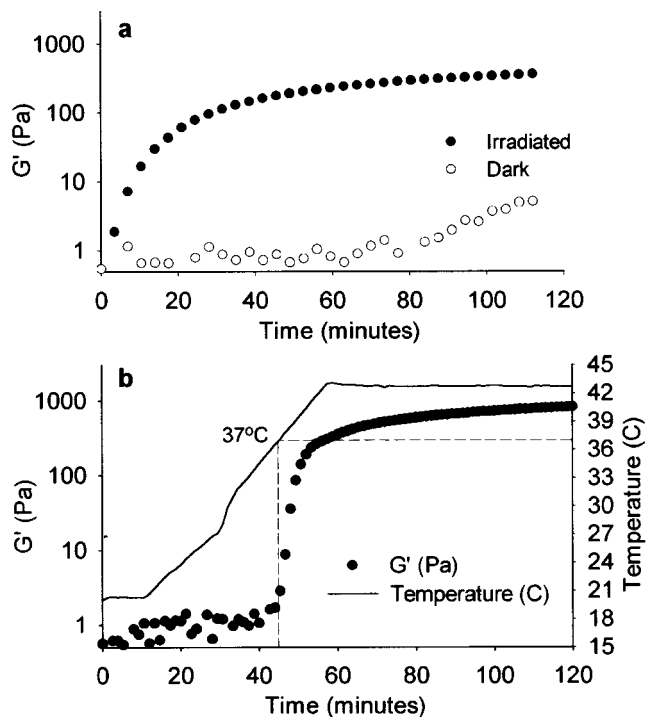 a
1000
100
10
1
G' (Pa)
Irradiated
Dark
0 20 40 60 80 100 120
Time (minutes)
b
1000
100
10
1
G' (Pa)
37ºC
G' (Pa)
Temperature (C)
45
42
39
36
33
30
27
24
21
18
15
Temperature (C)
0 20 40 60 80 100 120
Time (minutes)